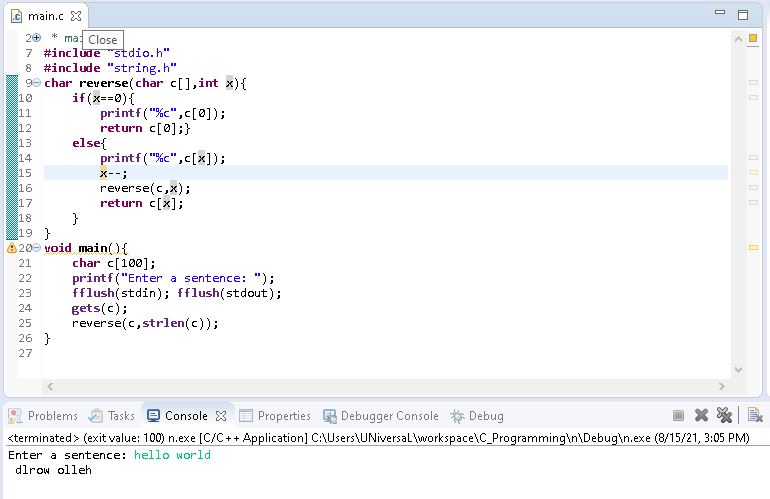 main.c
2 * ma
Close
7 #include "stdio.h"
8 #include "string.h"
9 char reverse(char c[],int x){
10 if(x==0){
11 printf("%c",c[0]);
12 return c[0];}
13 else{
14 printf("%c",c[x]);
15 x--;
16 reverse(c,x);
17 return c[x];
18 }
19 }
20 void main(){
21 char c[100];
22 printf("Enter a sentence: ");
23 fflush(stdin); fflush(stdout);
24 gets(c);
25 reverse(c,strlen(c));
26 }
27
Problems Tasks Console Properties Debugger Console Debug
<terminated> (exit value: 100) n.exe [C/C++ Application] C:\Users\UNiversaL\workspace\C_Programming\n\Debug\n.exe (8/15/21, 3:05 PM)
Enter a sentence: hello world
dlrow olleh